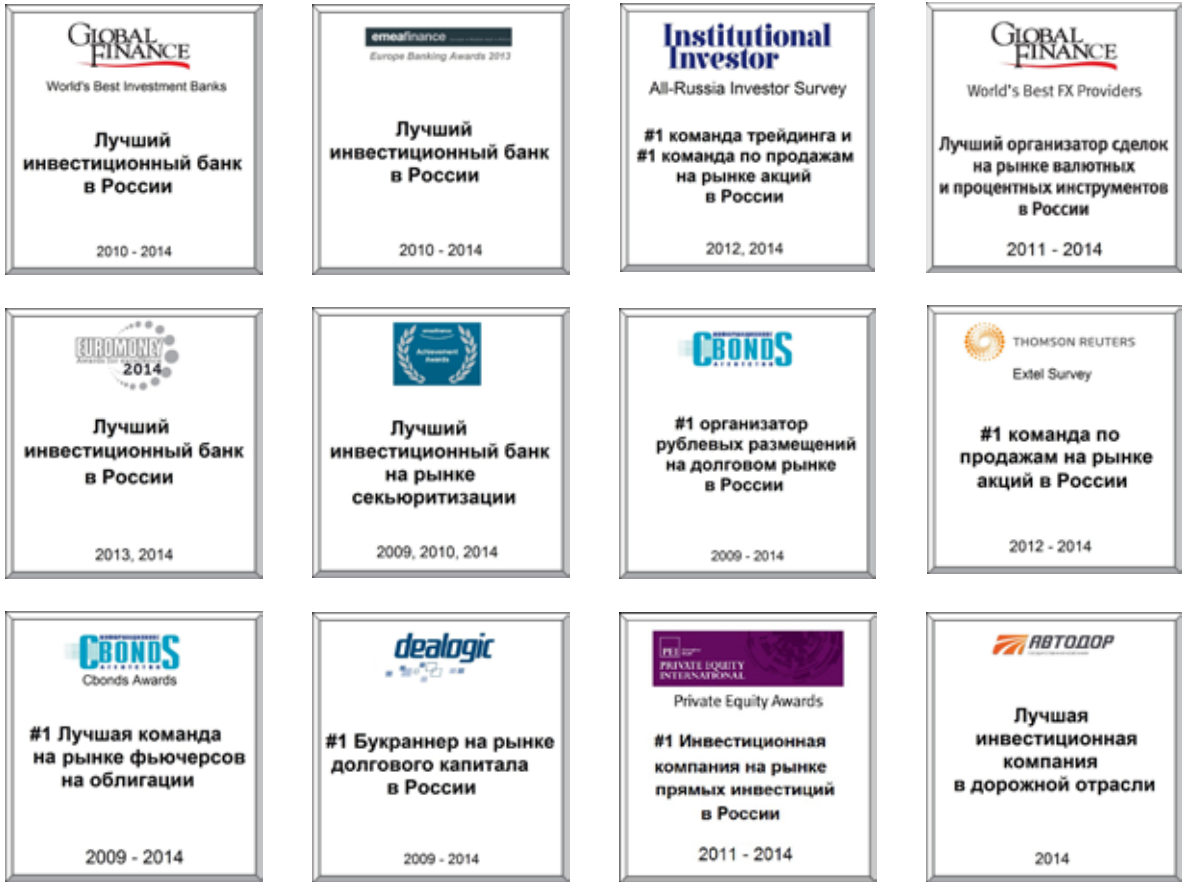 GLOBAL
FINANCE
World's Best Investment Banks
Лучший
инвестиционный банк
в России
2010 - 2014
emeafinance
Europe Banking Awards 2013
Лучший
инвестиционный банк
в России
2010 - 2014
Institutional
Investor
All-Russia Investor Survey
#1 команда трейдинга и
#1 команда по продажам
на рынке акций
в России
2012, 2014
GLOBAL
FINANCE
World's Best FX Providers
Лучший организатор сделок
на рынке валютных
и процентных инструментов
в России
2011 - 2014
EUROMONEY
Awards for excellence
2014
Лучший
инвестиционный банк
в России
2013, 2014
emeafinance
Achievement
Awards
Лучший
инвестиционный банк
на рынке
секьюритизации
2009, 2010, 2014
ИНФОРМАЦИОННОЕ
CBONDS
АГЕНТСТВО
#1 организатор
рублевых размещений
на долговом рынке
в России
2009 - 2014
THOMSON REUTERS
Extel Survey
#1 команда по
продажам на рынке
акций в России
2012 - 2014
ИНФОРМАЦИОННОЕ
CBONDS
АГЕНТСТВО
Cbonds Awards
#1 Лучшая команда
на рынке фьючерсов
на облигации
2009 - 2014
dealogic
#1 Букраннер на рынке
долгового капитала
в России
2009 - 2014
PEI
PRIVATE EQUITY
INTERNATIONAL
Private Equity Awards
#1 Инвестиционная
компания на рынке
прямых инвестиций
в России
2011 - 2014
АВТОДОР
Лучшая
инвестиционная
компания
в дорожной отрасли
2014